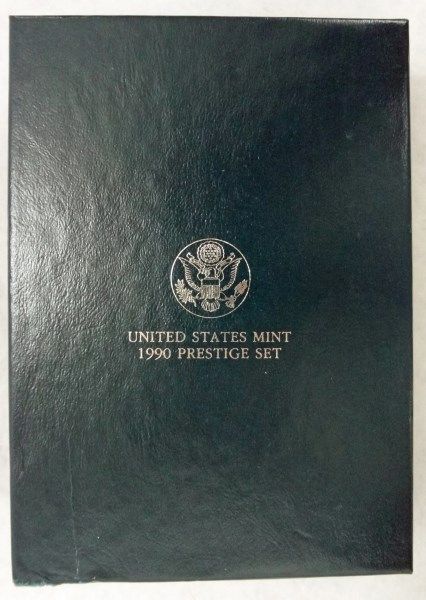 UNITED STATES MINT
1990 PRESTIGE SET